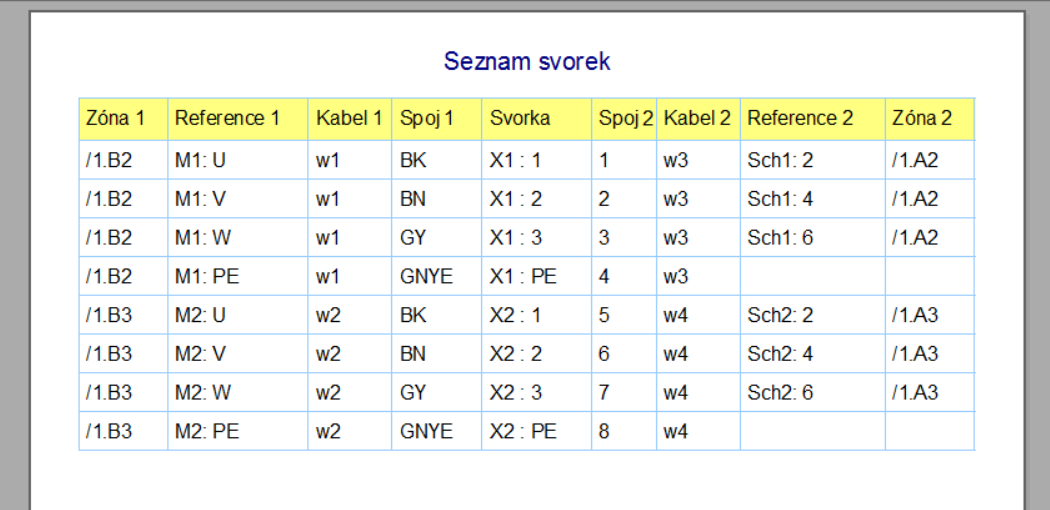 Seznam svorek
Zóna 1 Reference 1 Kabel 1 Spoj 1 Svorka Spoj 2 Kabel 2 Reference 2 Zóna 2
/1.B2 M1: U w1 BK X1 : 1 1 w3 Sch1: 2 /1.A2
/1.B2 M1: V w1 BN X1 : 2 2 w3 Sch1: 4 /1.A2
/1.B2 M1: W w1 GY X1 : 3 3 w3 Sch1: 6 /1.A2
/1.B2 M1: PE w1 GNYE X1 : PE 4 w3
/1.B3 M2: U w2 BK X2 : 1 5 w4 Sch2: 2 /1.A3
/1.B3 M2: V w2 BN X2 : 2 6 w4 Sch2: 4 /1.A3
/1.B3 M2: W w2 GY X2 : 3 7 w4 Sch2: 6 /1.A3
/1.B3 M2: PE w2 GNYE X2 : PE 8 w4